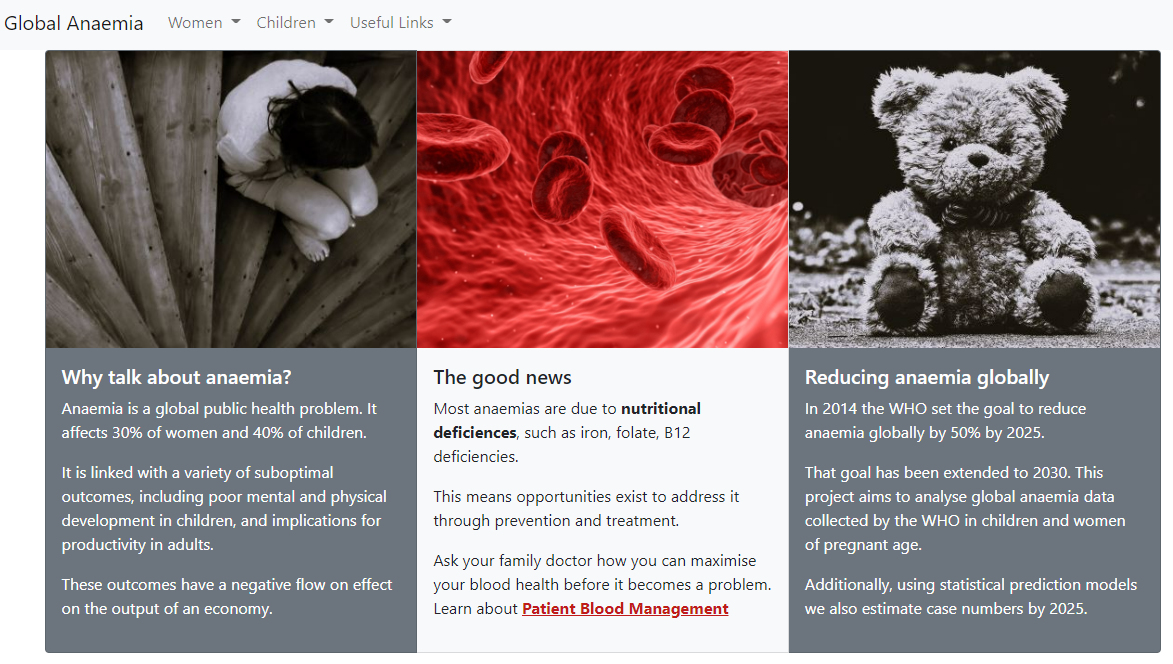 Global Anaemia Women Children Useful Links
Why talk about anaemia?
Anaemia is a global public health problem. It
affects 30% of women and 40% of children.
It is linked with a variety of suboptimal
outcomes, including poor mental and physical
development in children, and implications for
productivity in adults.
These outcomes have a negative flow on effect
on the output of an economy.
The good news
Most anaemias are due to nutritional
deficiences, such as iron, folate, B12
deficiencies.
This means opportunities exist to address it
through prevention and treatment.
Ask your family doctor how you can maximise
your blood health before it becomes a problem.
Learn about Patient Blood Management
Reducing anaemia globally
In 2014 the WHO set the goal to reduce
anaemia globally by 50% by 2025.
That goal has been extended to 2030. This
project aims to analyse global anaemia data
collected by the WHO in children and women
of pregnant age.
Additionally, using statistical prediction models
we also estimate case numbers by 2025.